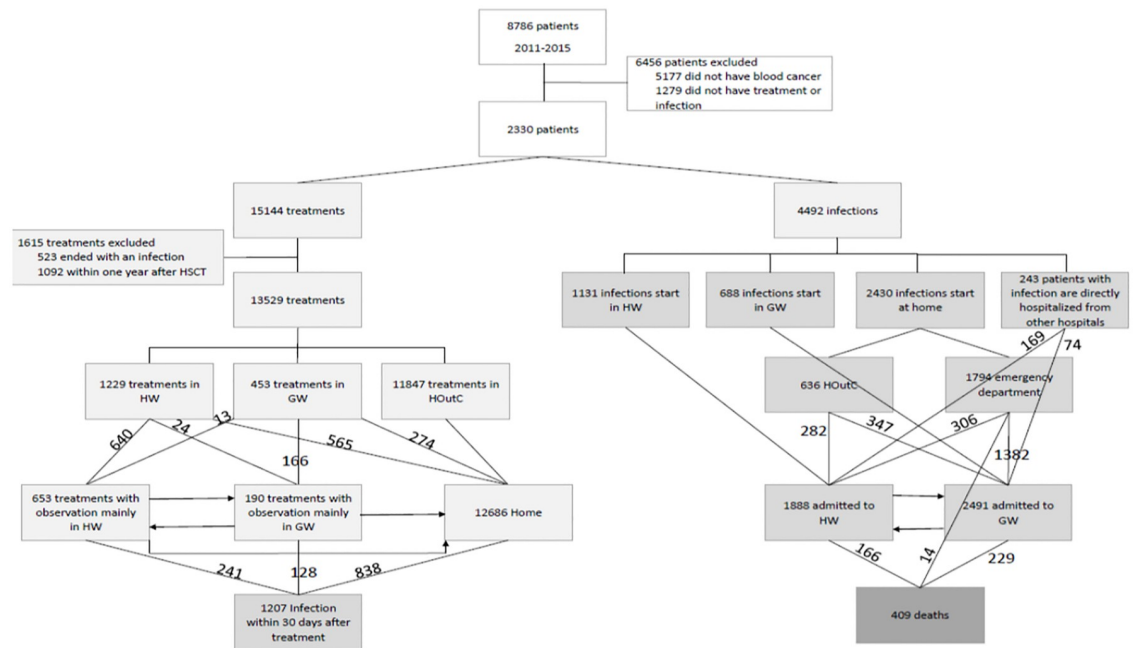 8786 patients
2011-2015
6456 patients excluded
5177 did not have blood cancer
1279 did not have treatment or
infection
2330 patients
15144 treatments
4492 infections
1615 treatments excluded
523 ended with an infection
1092 within one year after HSCT
13529 treatments
1131 infections start
in HW
688 infections start
in GW
2430 infections start
at home
243 patients with
infection are directly
hospitalized from
other hospitals
169
74
1229 treatments in
HW
453 treatments in
GW
11847 treatments in
HOutC
636 HOutC
1794 emergency
department
640
24
13
565
274
166
282
347
306
1382
653 treatments with
observation mainly
in HW
190 treatments with
observation mainly
in GW
12686 Home
1888 admitted to
HW
2491 admitted to
GW
241
128
838
166
14
229
1207 Infection
within 30 days after
treatment
409 deaths